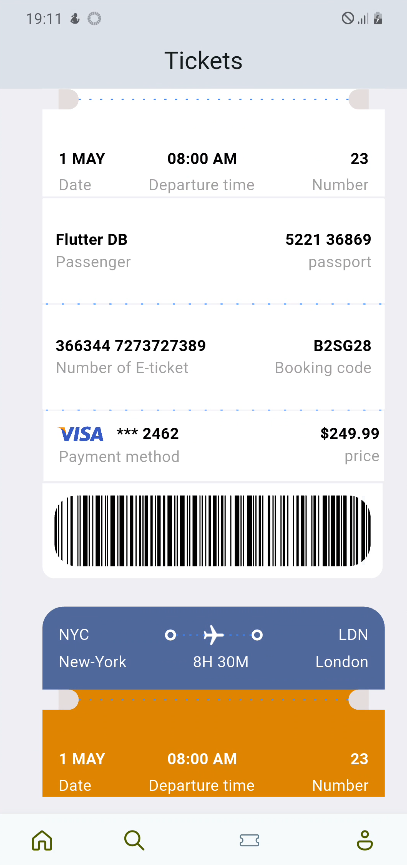 19:11
Tickets
1 MAY 08:00 AM 23
Date Departure time Number
Flutter DB 5221 36869
Passenger passport
366344 7273727389 B2SG28
Number of E-ticket Booking code
VISA *** 2462 $249.99
Payment method price
NYC LDN
New-York 8H 30M London
1 MAY 08:00 AM 23
Date Departure time Number